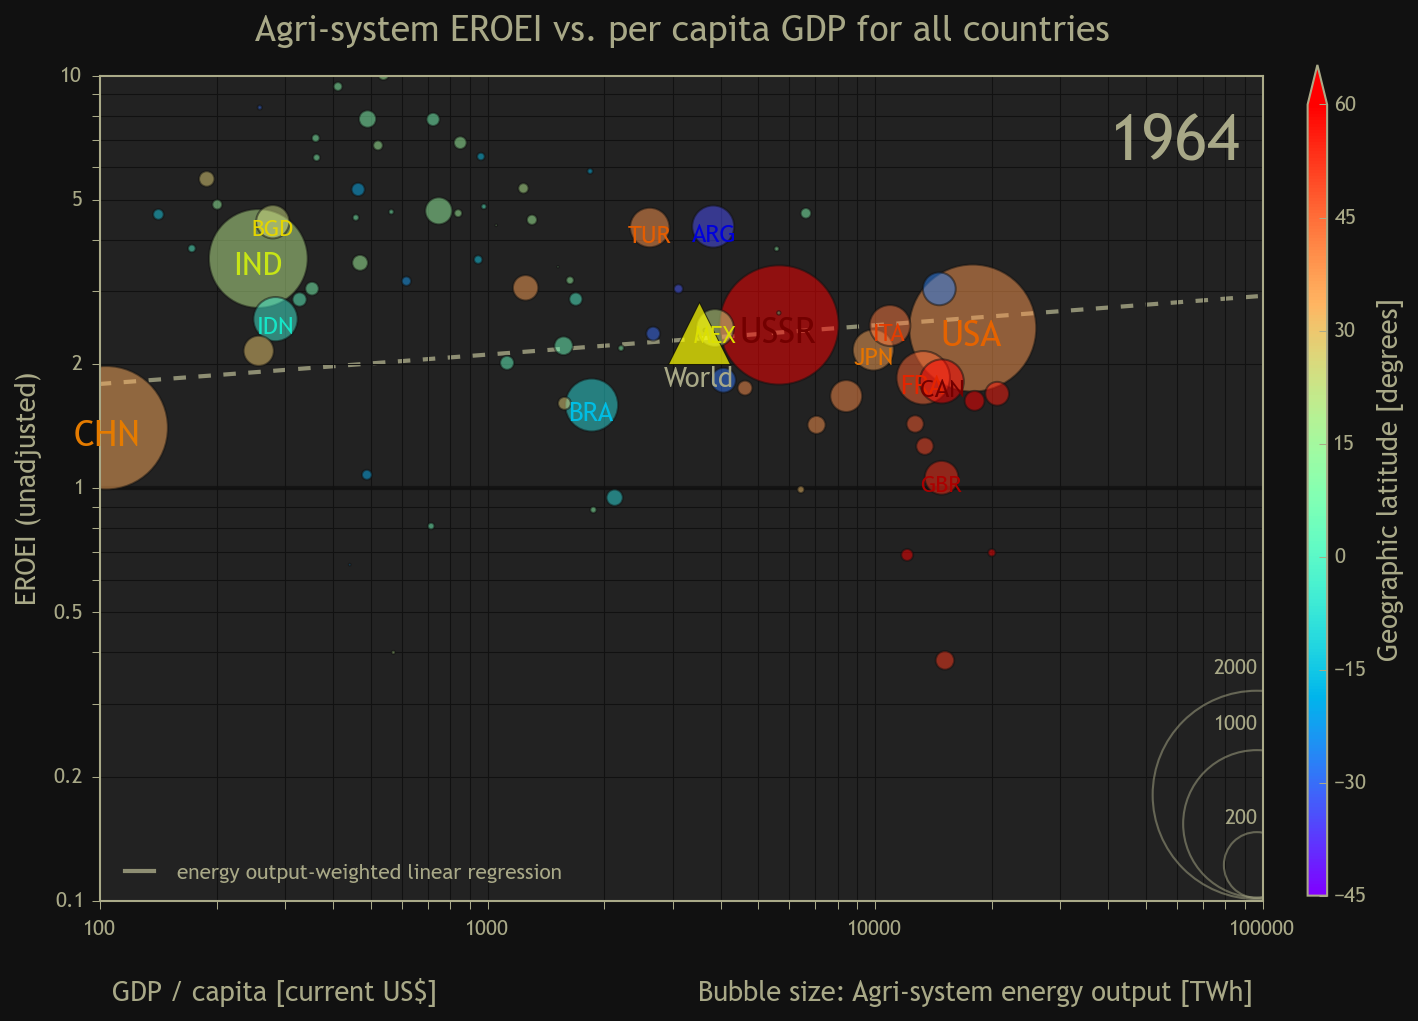 Agri-system EROEI vs. per capita GDP for all countries
1964
10
5
2
1
0.5
0.2
0.1
EROEI (unadjusted)
BGD
IND
IDN
CHN
TUR
ARG
USSR
World
BRA
ITA
USA
JPN
CAN
GBR
2000
1000
200
energy output-weighted linear regression
100
1000
10000
100000
GDP / capita [current US$]
Bubble size: Agri-system energy output [TWh]
60
45
30
15
0
−15
−30
−45
Geographic latitude [degrees]